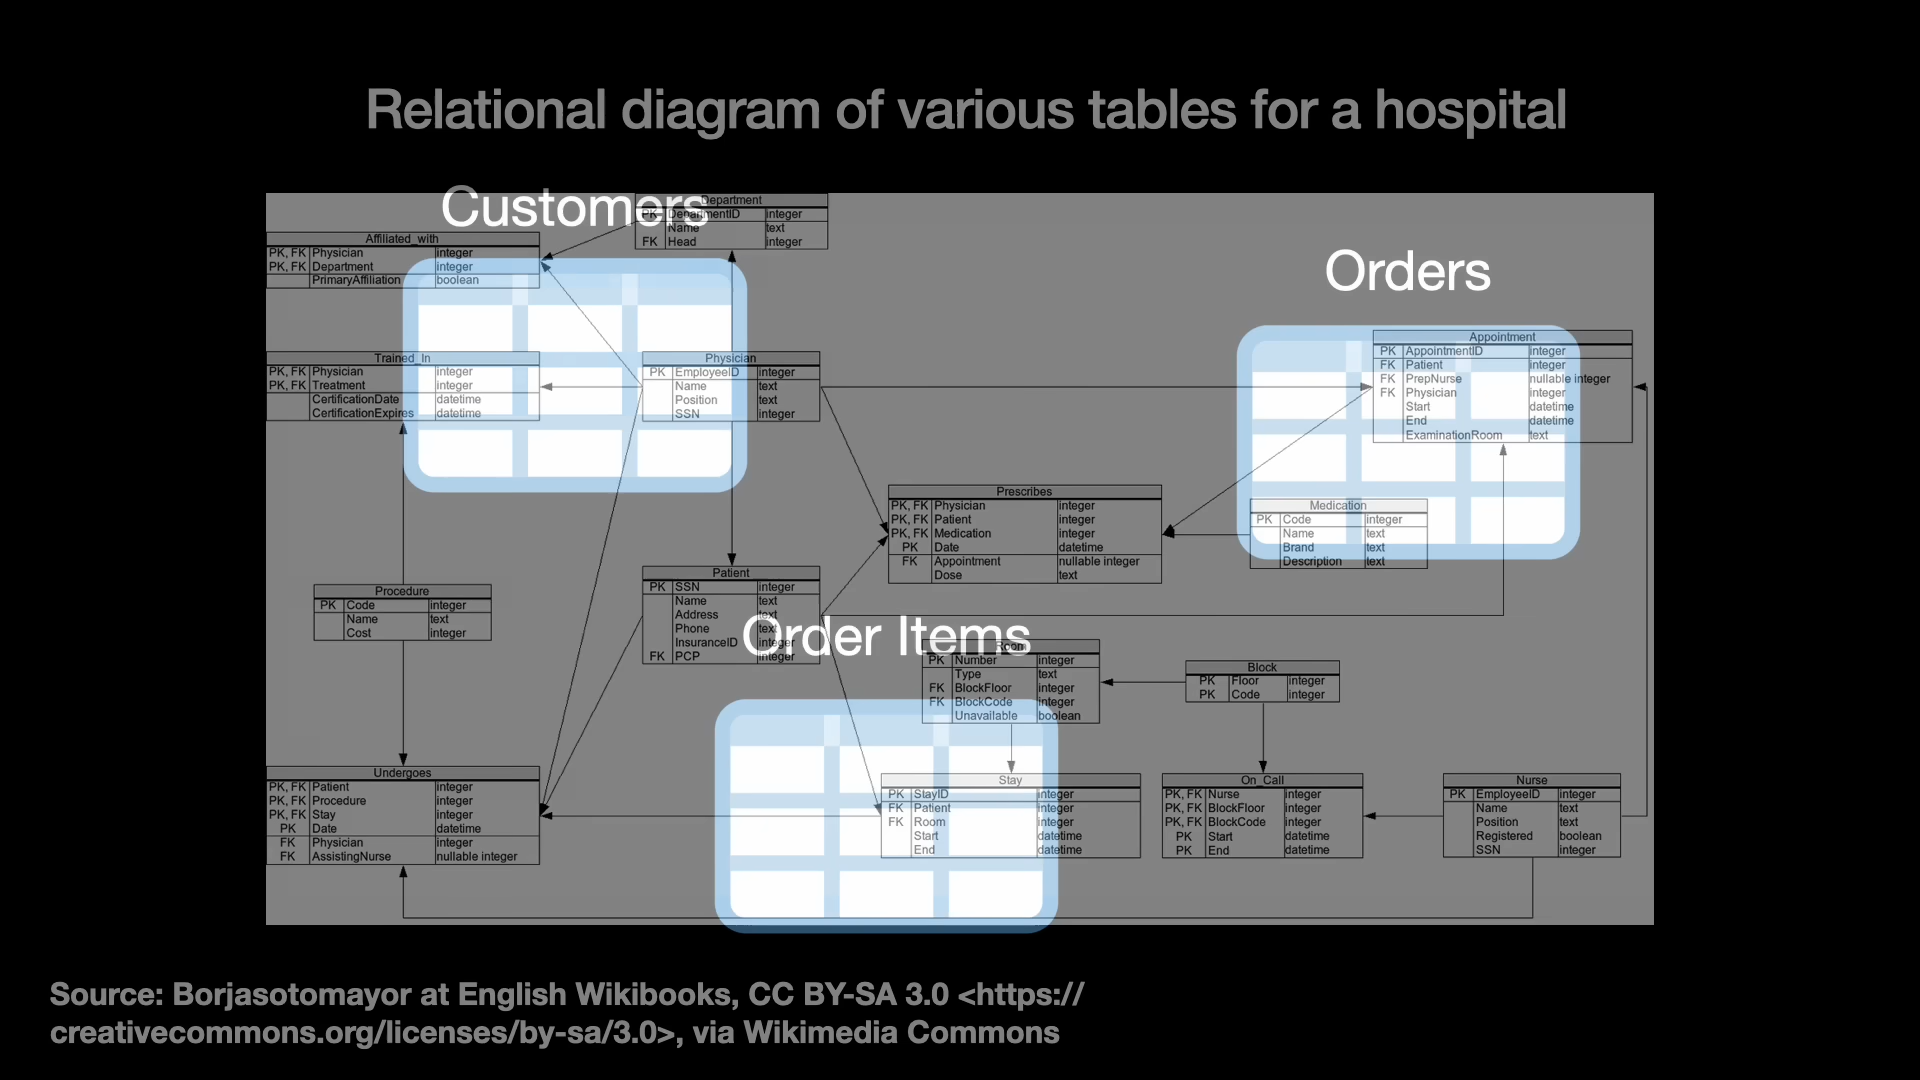 Relational diagram of various tables for a hospital
Customers
Orders
Order Items
Department
PK DepartmentID integer
Name text
FK Head integer
Affiliated_with
PK, FK Physician integer
PK, FK Department integer
PrimaryAffiliation boolean
Trained_In
PK, FK Physician integer
PK, FK Treatment integer
CertificationDate datetime
CertificationExpires datetime
Physician
PK EmployeeID integer
Name text
Position text
SSN integer
Appointment
PK AppointmentID integer
FK Patient integer
FK PrepNurse nullable integer
FK Physician integer
Start datetime
End datetime
ExaminationRoom text
Prescribes
PK, FK Physician integer
PK, FK Patient integer
PK, FK Medication integer
PK Date datetime
FK Appointment nullable integer
Dose text
Medication
PK Code integer
Name text
Brand text
Description text
Procedure
PK Code integer
Name text
Cost integer
Patient
PK SSN integer
Name text
Address text
Phone text
InsuranceID integer
FK PCP integer
Room
PK Number integer
Type text
FK BlockFloor integer
FK BlockCode integer
Unavailable boolean
Block
PK Floor integer
PK Code integer
Undergoes
PK, FK Patient integer
PK, FK Procedure integer
PK, FK Stay integer
PK Date datetime
FK Physician integer
FK AssistingNurse nullable integer
Stay
PK StayID integer
FK Patient integer
FK Room integer
Start datetime
End datetime
On_Call
PK, FK Nurse integer
PK, FK BlockFloor integer
PK, FK BlockCode integer
PK Start datetime
PK End datetime
Nurse
PK EmployeeID integer
Name text
Position text
Registered boolean
SSN integer
Source: Borjasotomayor at English Wikibooks, CC BY-SA 3.0 <https://
creativecommons.org/licenses/by-sa/3.0>, via Wikimedia Commons